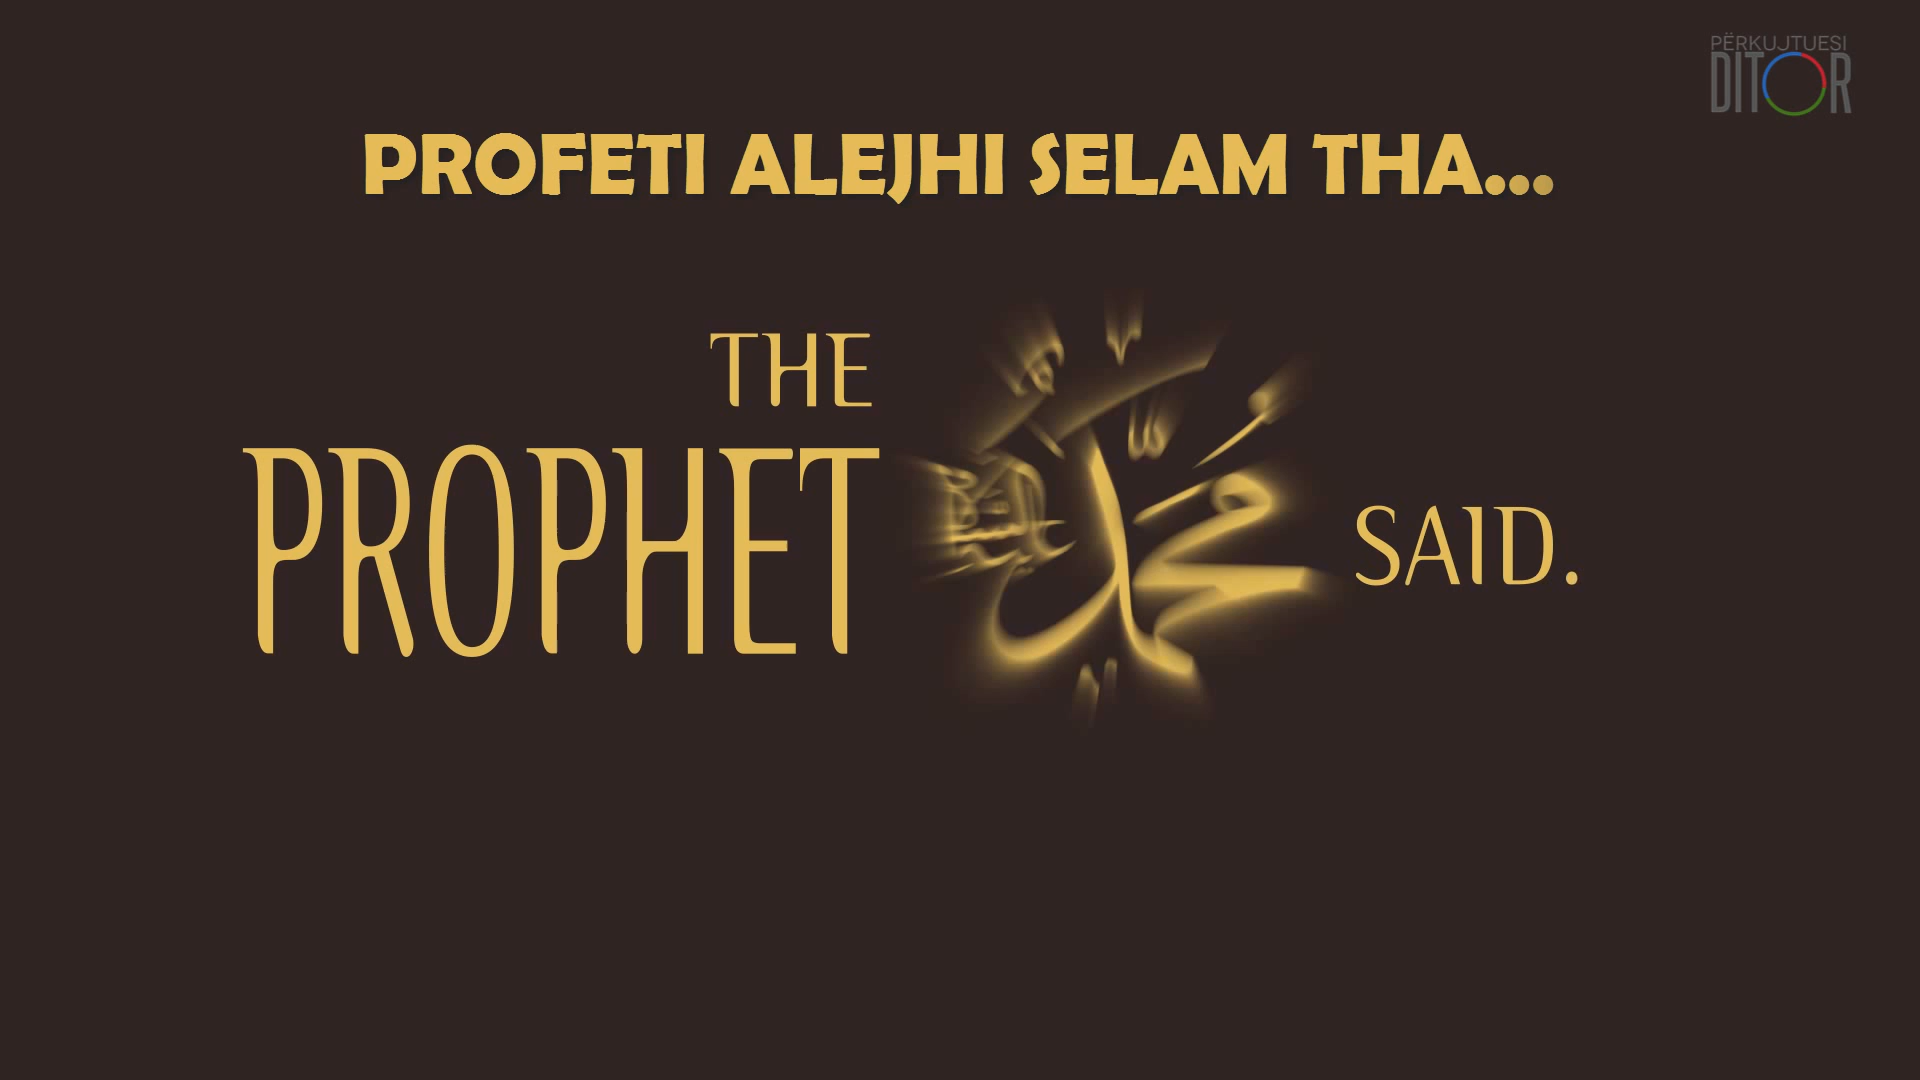 PËRKUJTUESI
DITOR
PROFETI ALEJHI SELAM THA...
THE
PROPHET محمد SAID.